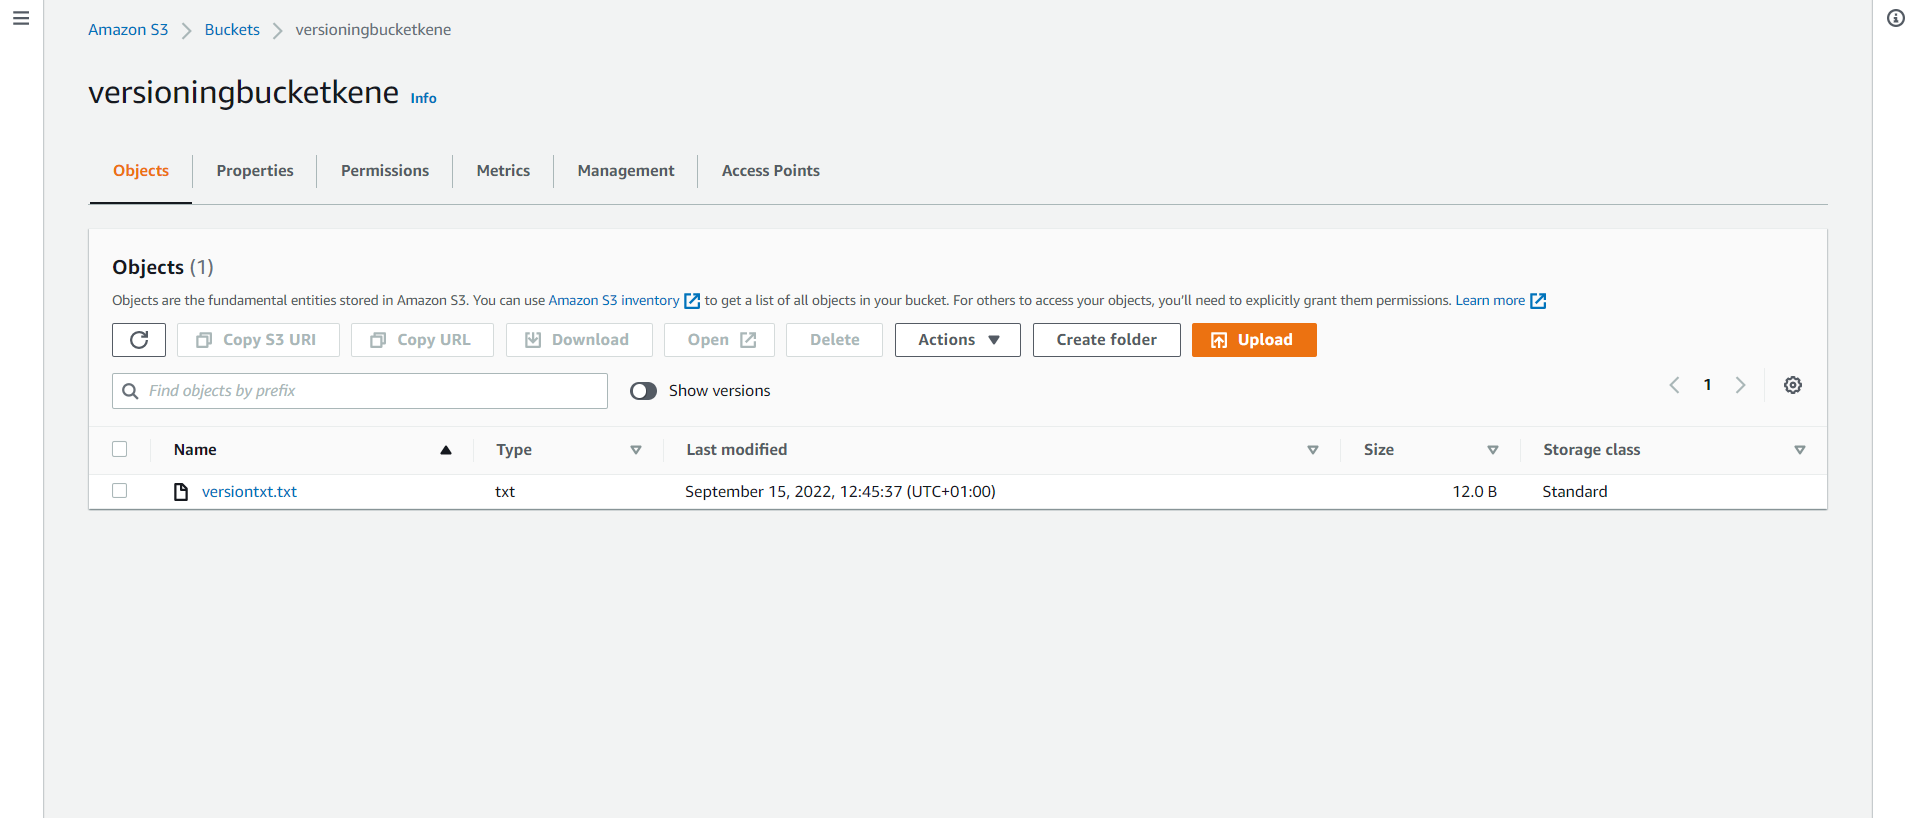 Amazon S3 Buckets versioningbucketkene
versioningbucketkene Info
Objects Properties Permissions Metrics Management Access Points
Objects (1)
Objects are the fundamental entities stored in Amazon S3. You can use Amazon S3 inventory to get a list of all objects in your bucket. For others to access your objects, you'll need to explicitly grant them permissions. Learn more
Copy S3 URI Copy URL Download Open Delete Actions Create folder Upload
Find objects by prefix Show versions 1
Name Type Last modified Size Storage class
versiontxt.txt txt September 15, 2022, 12:45:37 (UTC+01:00) 12.0 B Standard